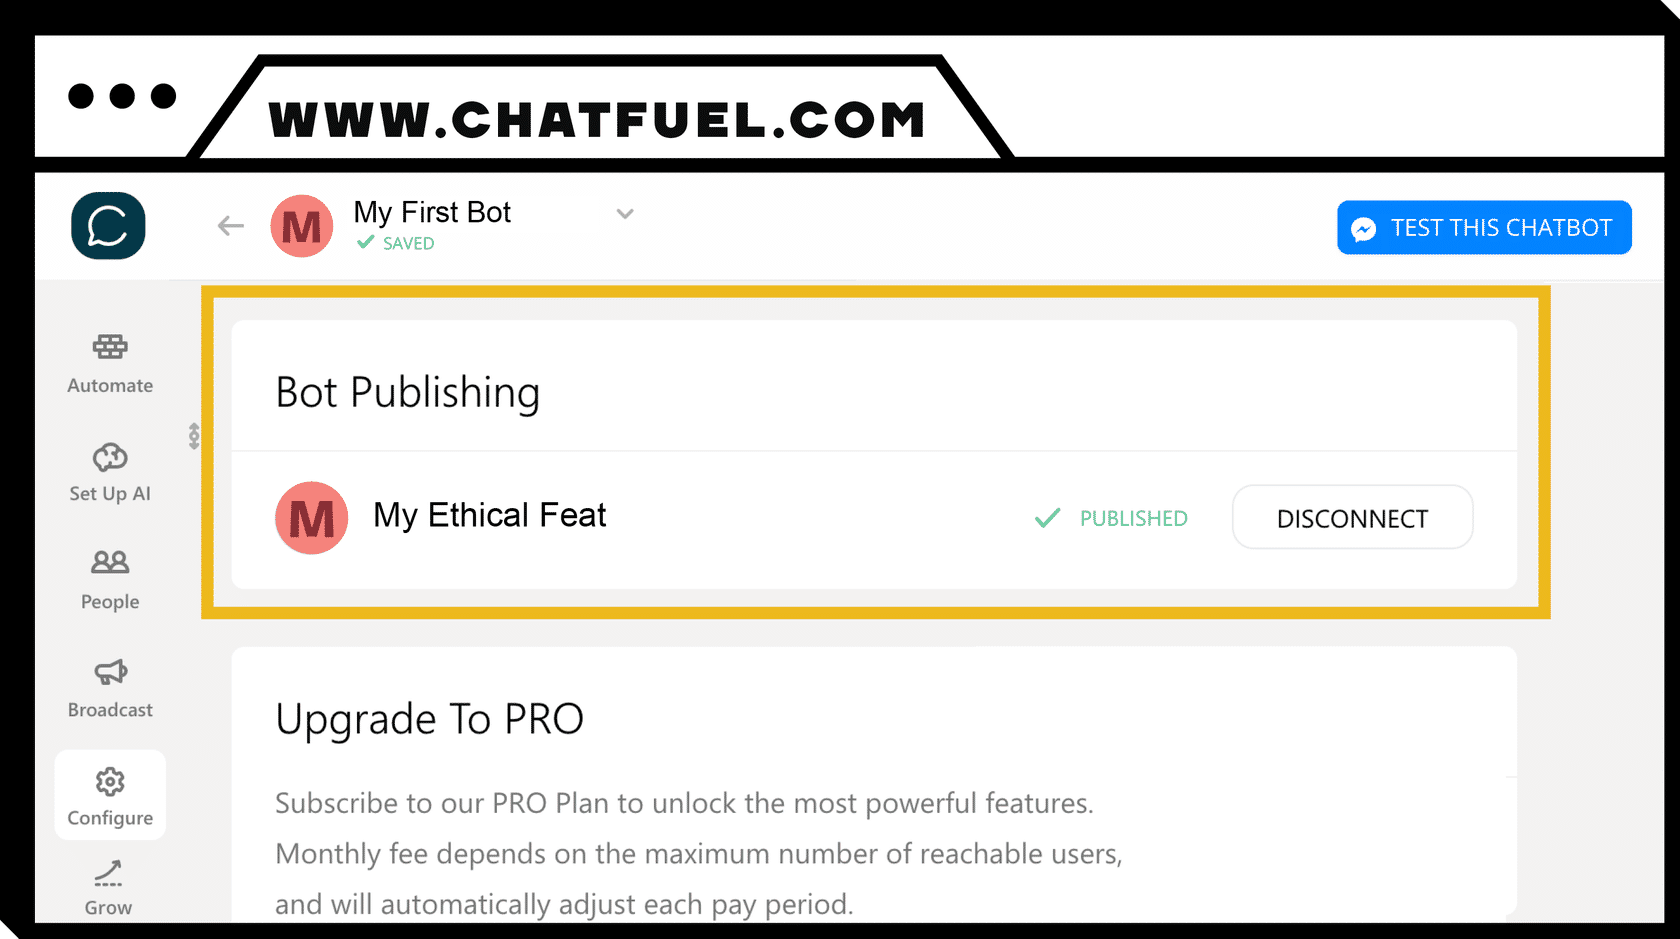 WWW.CHATFUEL.COM
My First Bot
SAVED
TEST THIS CHATBOT
Automate
Set Up AI
People
Broadcast
Configure
Grow
Bot Publishing
M My Ethical Feat
PUBLISHED
DISCONNECT
Upgrade To PRO
Subscribe to our PRO Plan to unlock the most powerful features.
Monthly fee depends on the maximum number of reachable users,
and will automatically adjust each pay period.